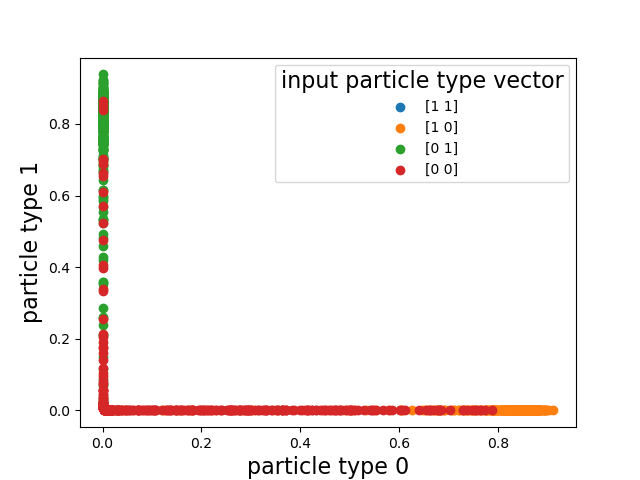 input particle type vector
[1 1]
[1 0]
[0 1]
[0 0]
particle type 1
0.8
0.6
0.4
0.2
0.0
0.0 0.2 0.4 0.6 0.8
particle type 0